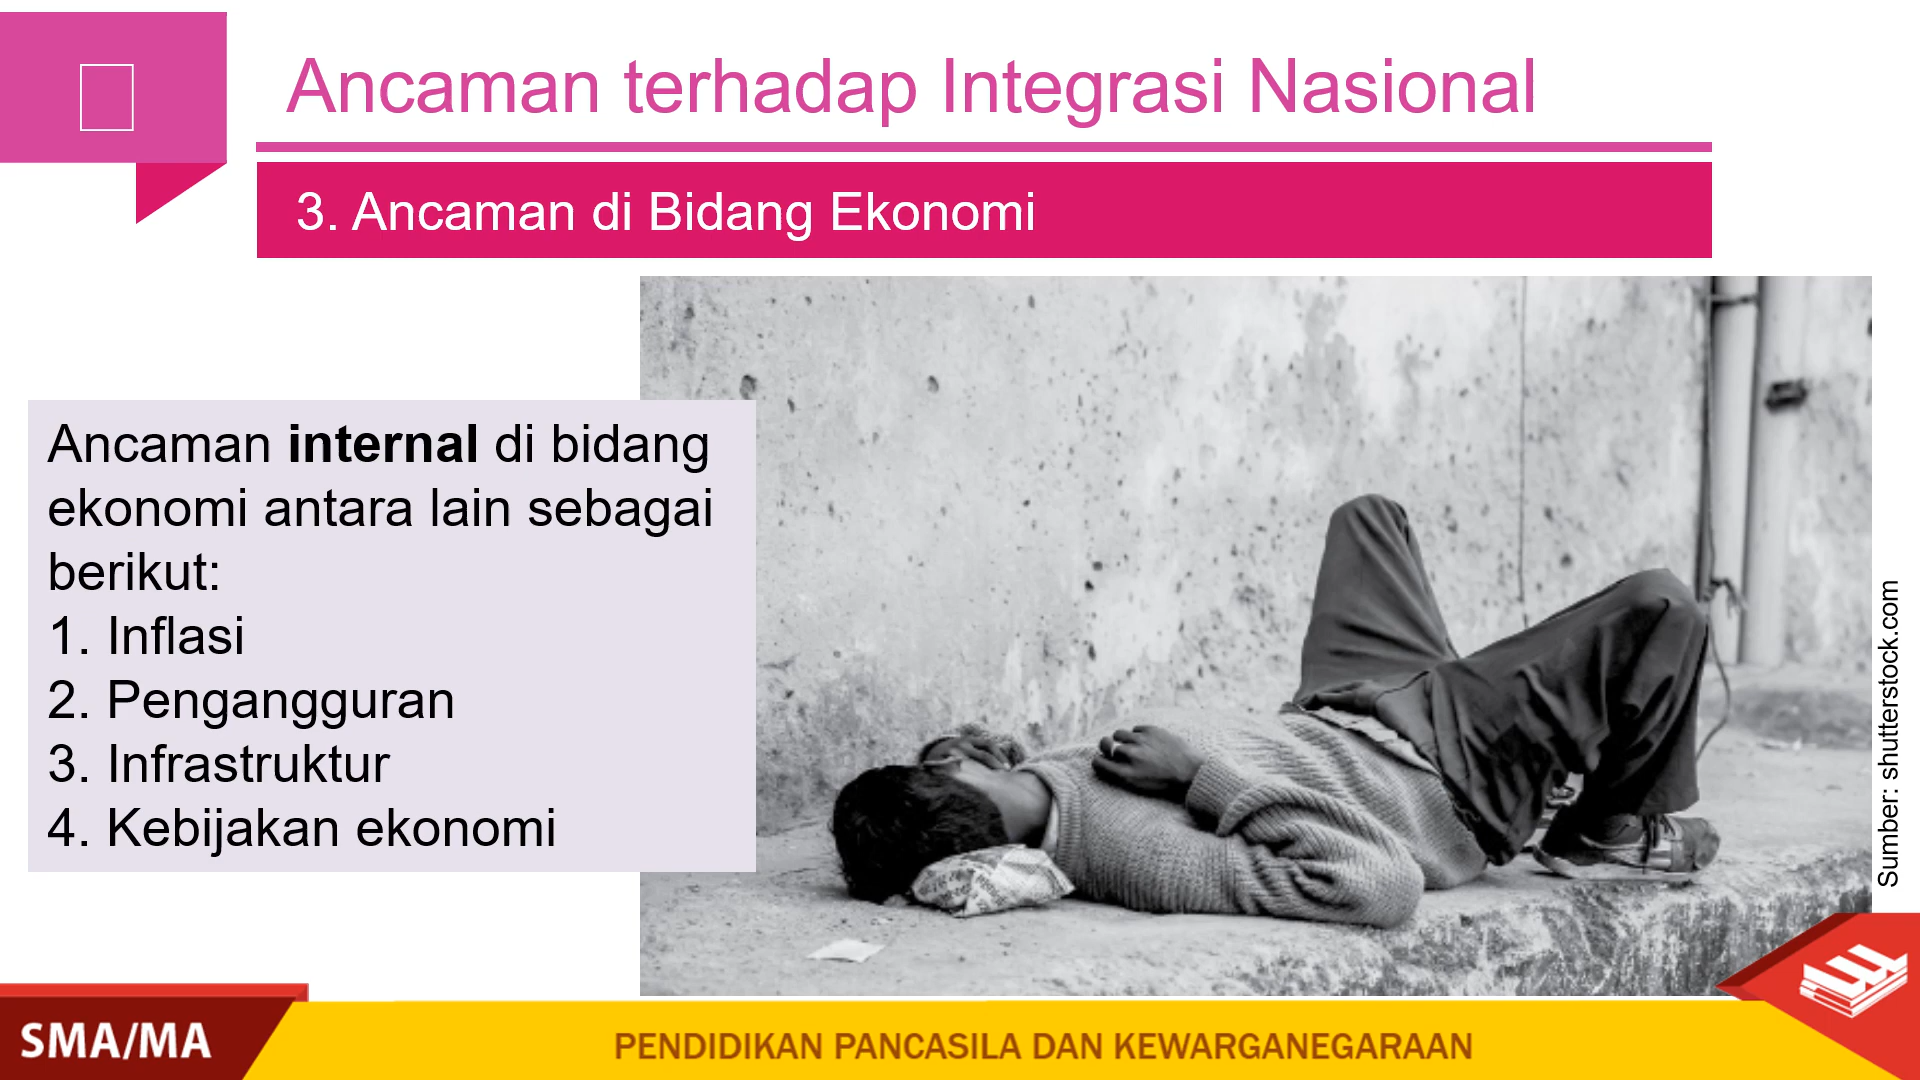 Ancaman terhadap Integrasi Nasional
3. Ancaman di Bidang Ekonomi
Ancaman internal di bidang
ekonomi antara lain sebagai
berikut:
1. Inflasi
2. Pengangguran
3. Infrastruktur
4. Kebijakan ekonomi
Sumber: shutterstock.com
SMA/MA
PENDIDIKAN PANCASILA DAN KEWARGANEGARAAN